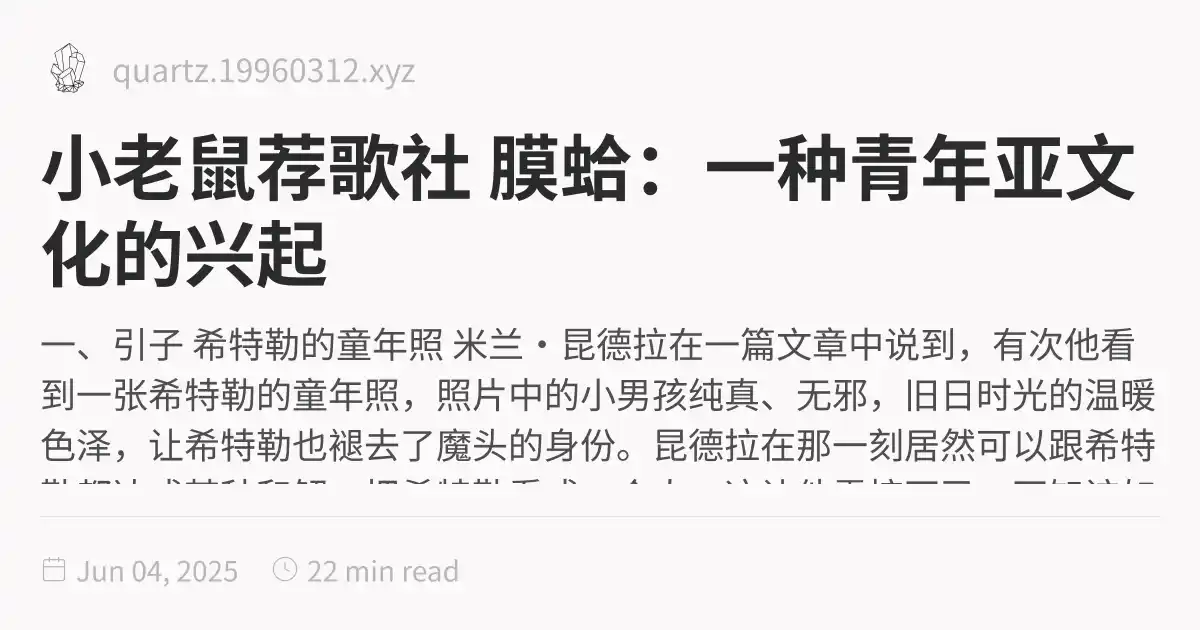 quartz.19960312.xyz
小老鼠荐歌社 膜蛤：一种青年亚文
化的兴起
一、引子 希特勒的童年照 米兰・昆德拉在一篇文章中说到，有次他看
到一张希特勒的童年照，照片中的小男孩纯真、无邪，旧日时光的温暖
色泽，让希特勒也褪去了魔头的身份。昆德拉在那一刻居然可以跟希特
Jun 04, 2025
22 min read